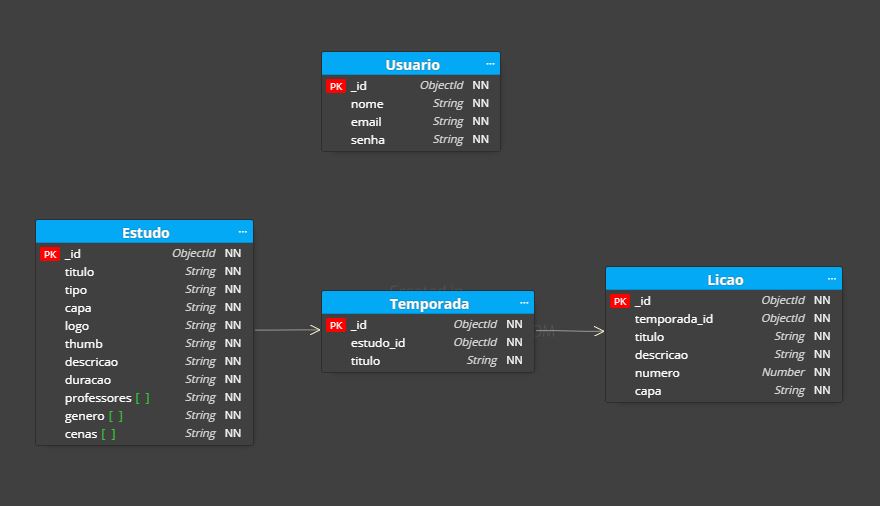 Usuario ...
PK _id ObjectId NN
nome String NN
email String NN
senha String NN
Estudo ...
PK _id ObjectId NN
titulo String NN
tipo String NN
capa String NN
logo String NN
thumb String NN
descricao String NN
duracao String NN
professores [ ] String NN
genero [ ] String NN
cenas [ ] String NN
Temporada ...
PK _id ObjectId NN
estudo_id ObjectId NN
titulo String NN
Licao ...
PK _id ObjectId NN
temporada_id ObjectId NN
titulo String NN
descricao String NN
numero Number NN
capa String NN